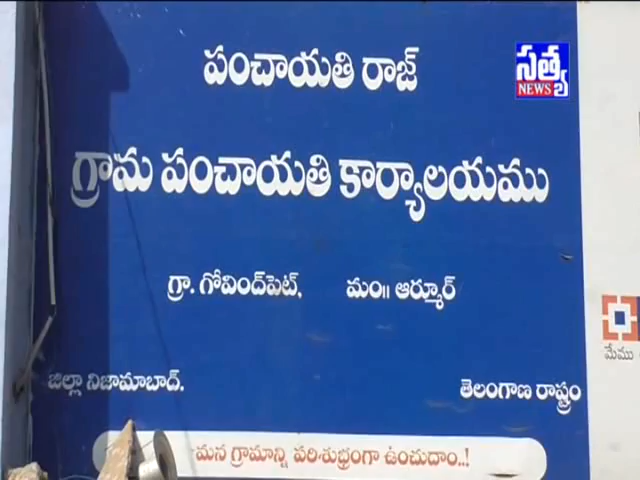 పంచాయతి రాజ్
సత్య
NEWS
గ్రామ పంచాయతి కార్యాలయము
గ్రా. గోవింద్‌పెట్, మం॥ ఆర్మూర్
మేము
జిల్లా నిజామాబాద్.
తెలంగాణ రాష్ట్రం
మన గ్రామాన్ని పరిశుభ్రంగా ఉంచుదాం..!